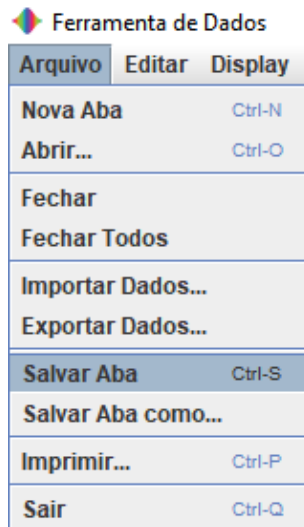 Ferramenta de Dados
Arquivo Editar Display
Nova Aba Ctrl-N
Abrir... Ctrl-O
Fechar
Fechar Todos
Importar Dados...
Exportar Dados...
Salvar Aba Ctrl-S
Salvar Aba como...
Imprimir... Ctrl-P
Sair Ctrl-Q